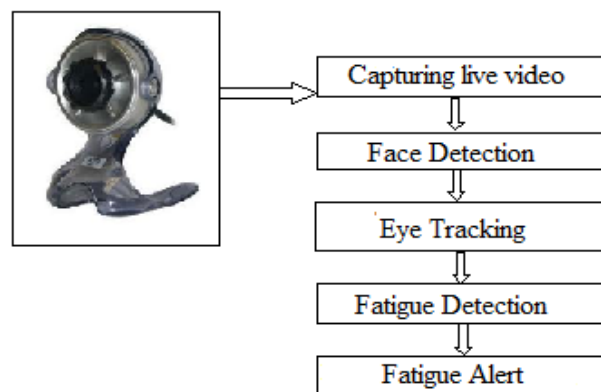 Capturing live video
Face Detection
Eye Tracking
Fatigue Detection
Fatigue Alert